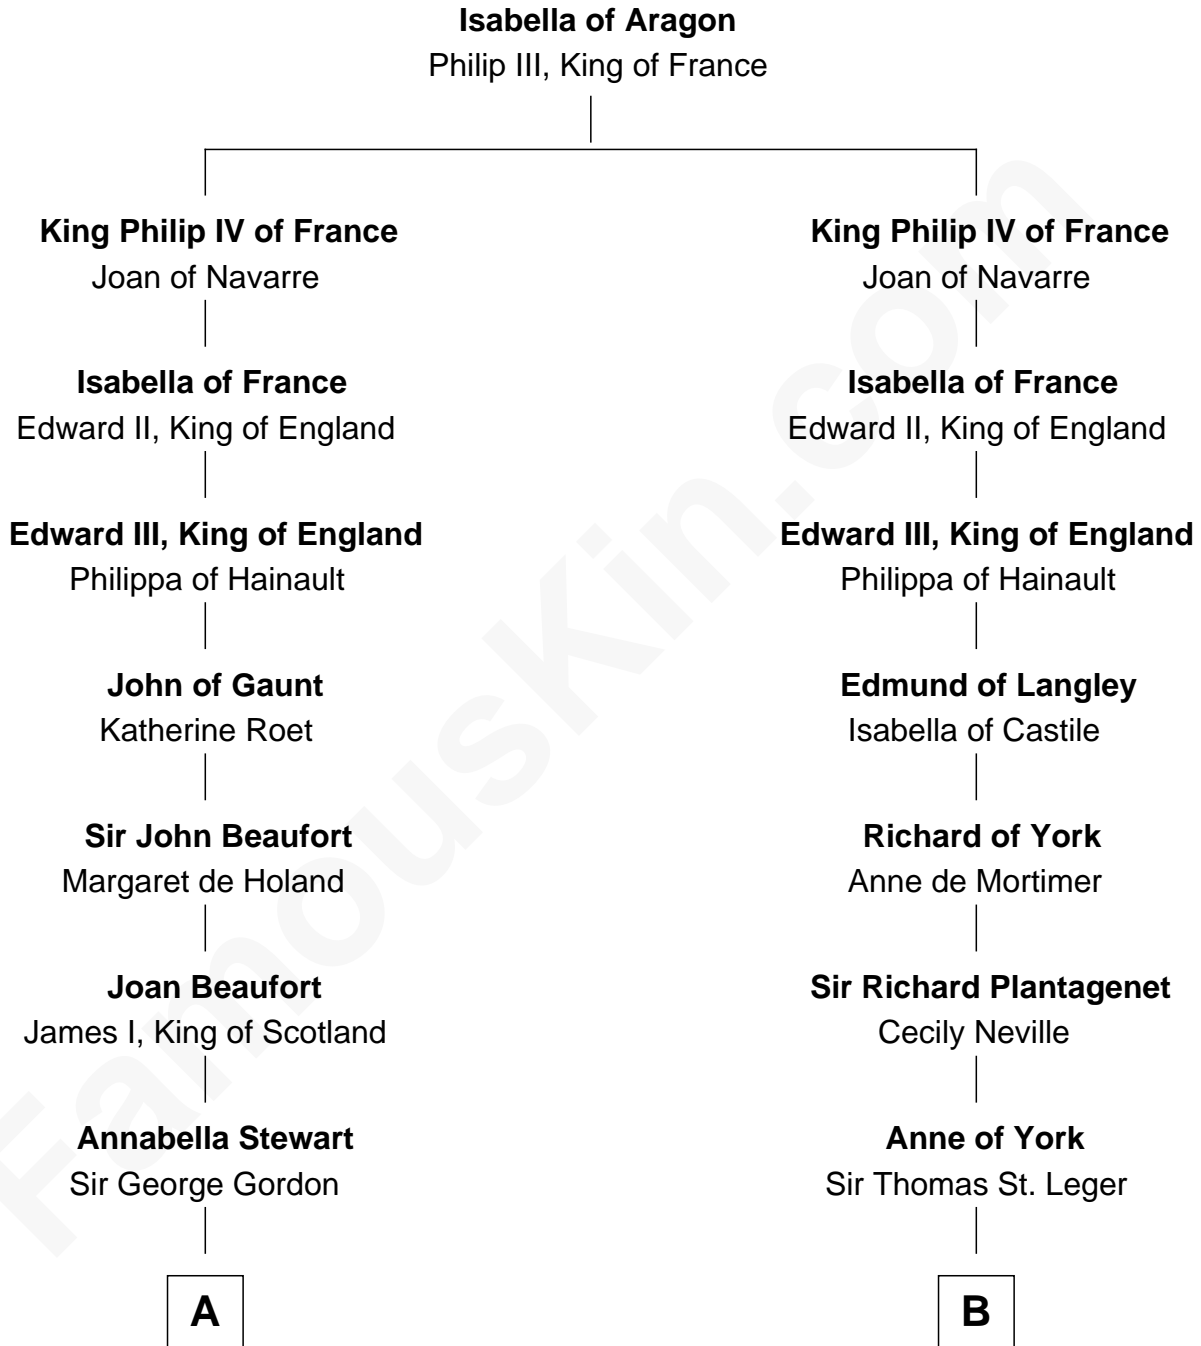 Isabella of Aragon
Philip III, King of France
King Philip IV of France
Joan of Navarre
Isabella of France
Edward II, King of England
Edward III, King of England
Philippa of Hainault
John of Gaunt
Katherine Roet
Sir John Beaufort
Margaret de Holand
Joan Beaufort
James I, King of Scotland
Annabella Stewart
Sir George Gordon
A
King Philip IV of France
Joan of Navarre
Isabella of France
Edward II, King of England
Edward III, King of England
Philippa of Hainault
Edmund of Langley
Isabella of Castile
Richard of York
Anne de Mortimer
Sir Richard Plantagenet
Cecily Neville
Anne of York
Sir Thomas St. Leger
B
FamousKin.com